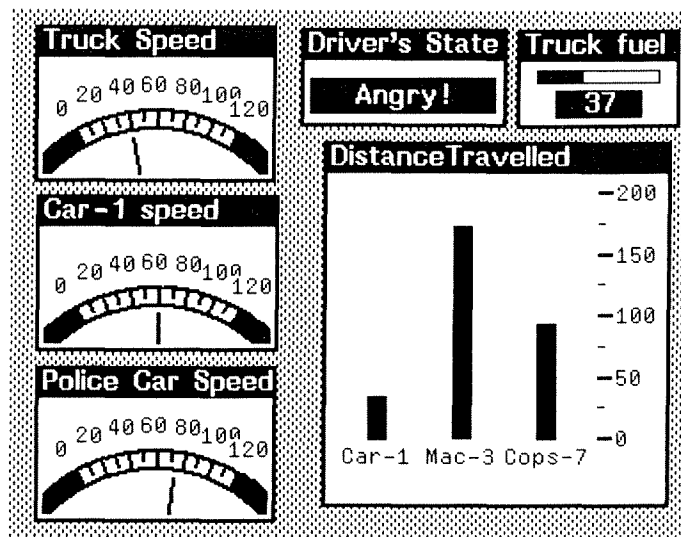 Truck Speed
0 20 40 60 80 100 120
Car-1 speed
0 20 40 60 80 100 120
Police Car Speed
0 20 40 60 80 100 120
Driver's State
Angry!
Truck fuel
37
DistanceTravelled
200
150
100
50
0
Car-1 Mac-3 Cops-7